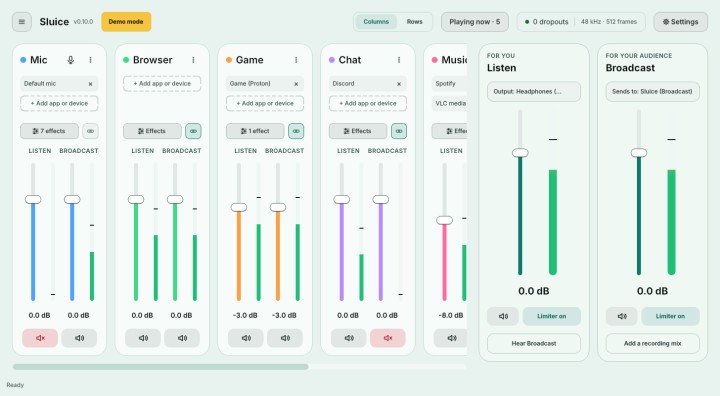 Sluice v0.10.0 Demo mode Columns Rows Playing now · 5 0 dropouts 48 kHz · 512 frames Settings
Mic
Default mic ×
+ Add app or device
7 effects
LISTEN BROADCAST
0.0 dB 0.0 dB
Browser
+ Add app or device
Effects
LISTEN BROADCAST
0.0 dB 0.0 dB
Game
Game (Proton) ×
+ Add app or device
1 effect
LISTEN BROADCAST
-3.0 dB -3.0 dB
Chat
Discord ×
+ Add app or device
Effects
LISTEN BROADCAST
0.0 dB 0.0 dB
Music
Spotify
VLC media
Effec
LISTEN
-8.0 dB
FOR YOU
Listen
Output: Headphones (...
0.0 dB
Limiter on
Hear Broadcast
FOR YOUR AUDIENCE
Broadcast
Sends to: Sluice (Broadcast)
0.0 dB
Limiter on
Add a recording mix
Ready